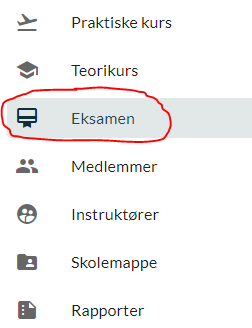 Praktiske kurs
Teorikurs
Eksamen
Medlemmer
Instruktører
Skolemappe
Rapporter